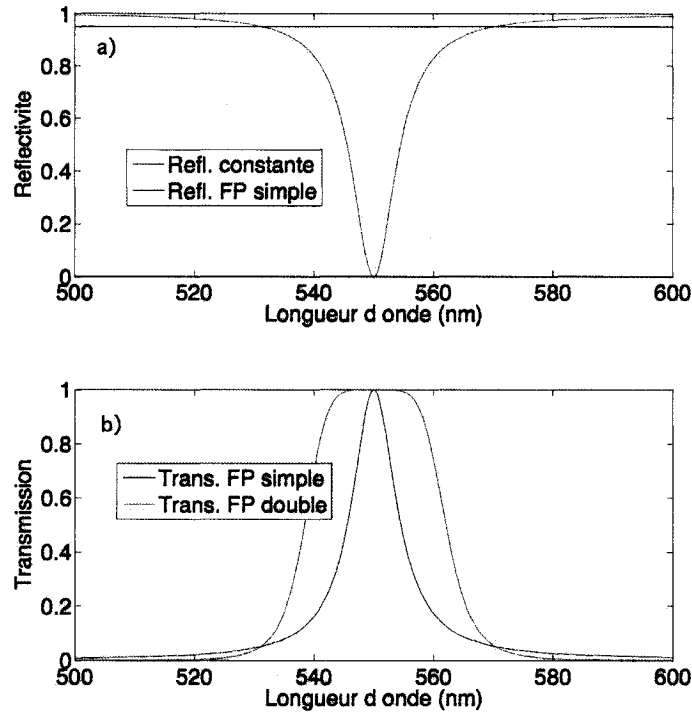 a)
1
0.8
0.6
0.4
0.2
0
Reflectivite
Refl. constante
Refl. FP simple
500
520
540
560
580
600
Longueur d onde (nm)
b)
1
0.8
0.6
0.4
0.2
0
Transmission
Trans. FP simple
Trans. FP double
500
520
540
560
580
600
Longueur d onde (nm)